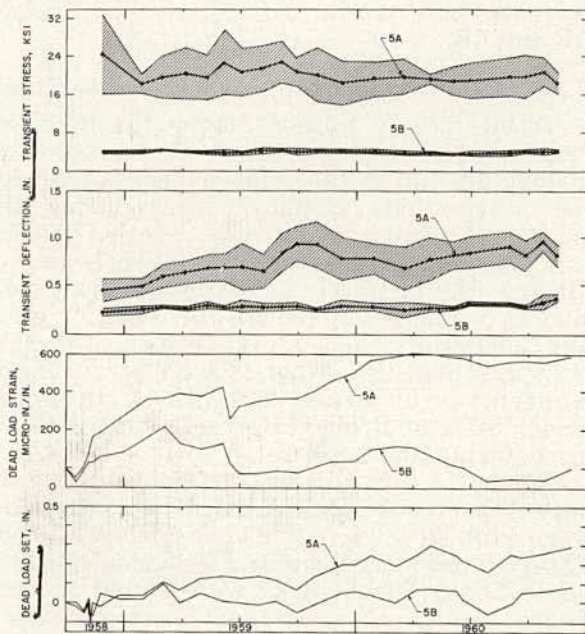 TRANSIENT STRESS, KSI
32
24
16
8
0
5A
5B
TRANSIENT DEFLECTION, IN.
1.5
1.0
0.5
0
5A
5B
DEAD LOAD STRAIN,
MICRO-IN./IN.
600
400
200
0
5A
5B
DEAD LOAD SET, IN.
0.5
0
5A
5B
1958
1959
1960